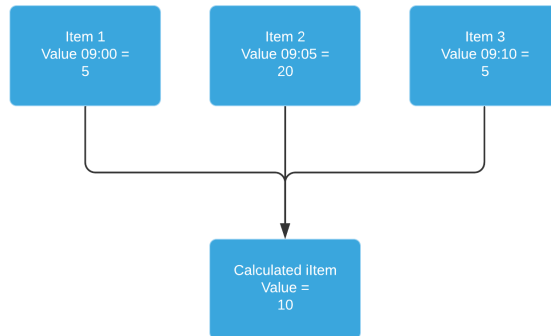 Item 1
Value 09:00 =
5
Item 2
Value 09:05 =
20
Item 3
Value 09:10 =
5
Calculated iItem
Value =
10